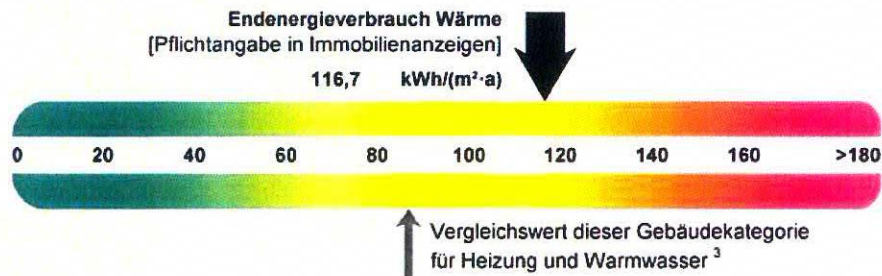 Endenergieverbrauch Wärme
[Pflichtangabe in Immobilienanzeigen]
116,7 kWh/(m²·a)
0 20 40 60 80 100 120 140 160 >180
Vergleichswert dieser Gebäudekategorie
für Heizung und Warmwasser ³